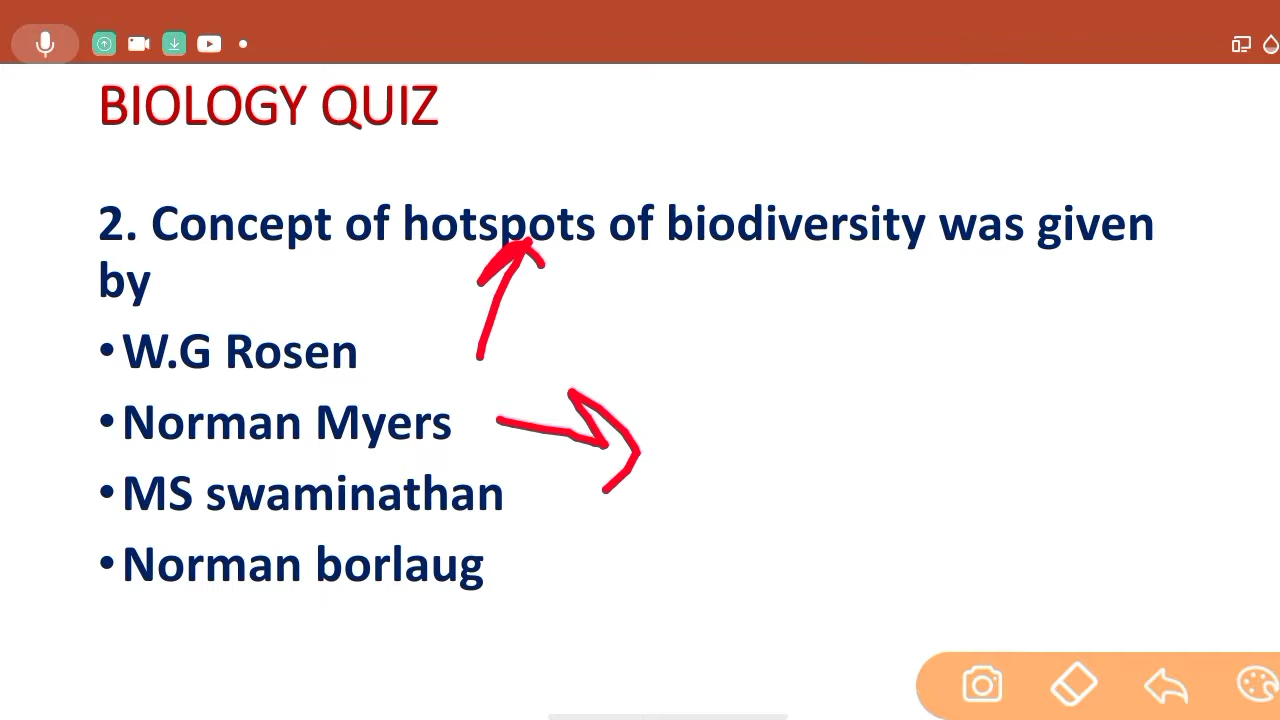 BIOLOGY QUIZ
2. Concept of hotspots of biodiversity was given
by
•W.G Rosen
•Norman Myers
•MS swaminathan
•Norman borlaug